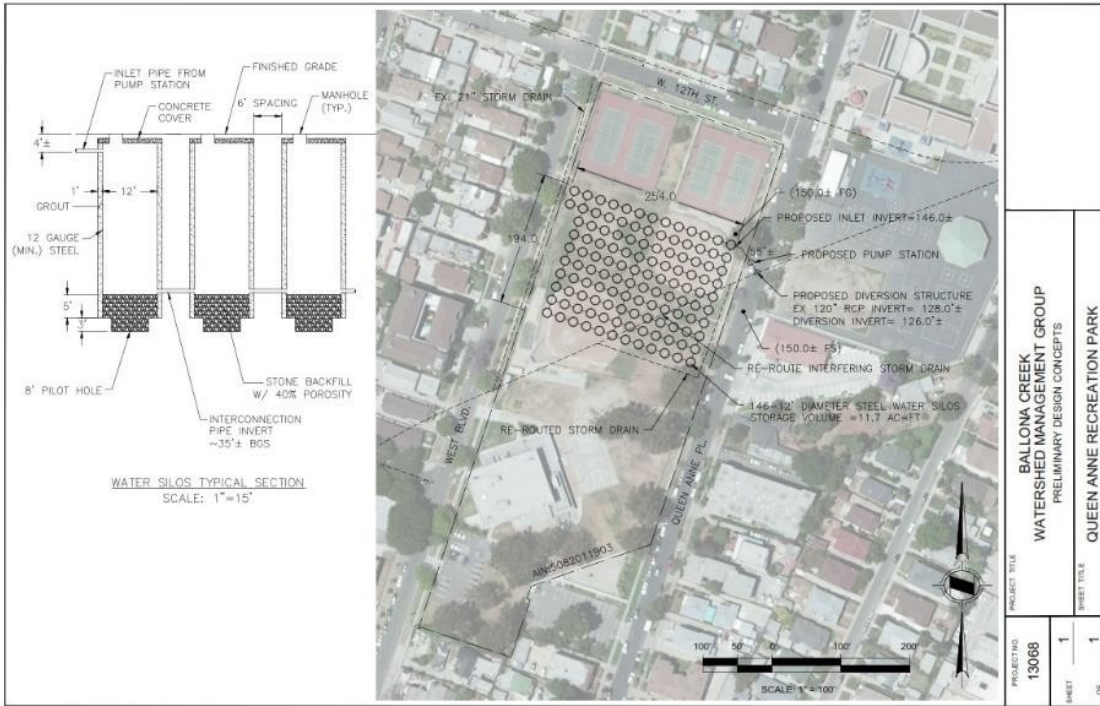 INLET PIPE FROM
PUMP STATION
CONCRETE
COVER
FINISHED GRADE
6' SPACING
MANHOLE
(TYP.)
4'±
1'
12'
GROUT
12 GAUGE
(MIN.) STEEL
5'
3'
8' PILOT HOLE
STONE BACKFILL
W/ 40% POROSITY
INTERCONNECTION
PIPE INVERT
~35'± BGS
WATER SILOS TYPICAL SECTION
SCALE: 1"=15'
EX. 21" STORM DRAIN
W. 12TH ST.
254.0
194.0
(150.0± FG)
PROPOSED INLET INVERT=146.0±
55'±
PROPOSED PUMP STATION
PROPOSED DIVERSION STRUCTURE
EX 120" RCP INVERT= 128.0'±
DIVERSION INVERT= 126.0'±
(150.0± FS)
RE-ROUTE INTERFERING STORM DRAIN
146-12' DIAMETER STEEL WATER SILOS
STORAGE VOLUME =11.7 AC-FT
RE-ROUTED STORM DRAIN
WEST BLVD.
QUEEN ANNE PL.
AIN:5082011903
100' 50' 0 100' 200'
SCALE: 1" = 100'
PROJECT TITLE
BALLONA CREEK
WATERSHED MANAGEMENT GROUP
PRELIMINARY DESIGN CONCEPTS
SHEET TITLE
QUEEN ANNE RECREATION PARK
PROJECT NO.
13068
SHEET 1
OF 1